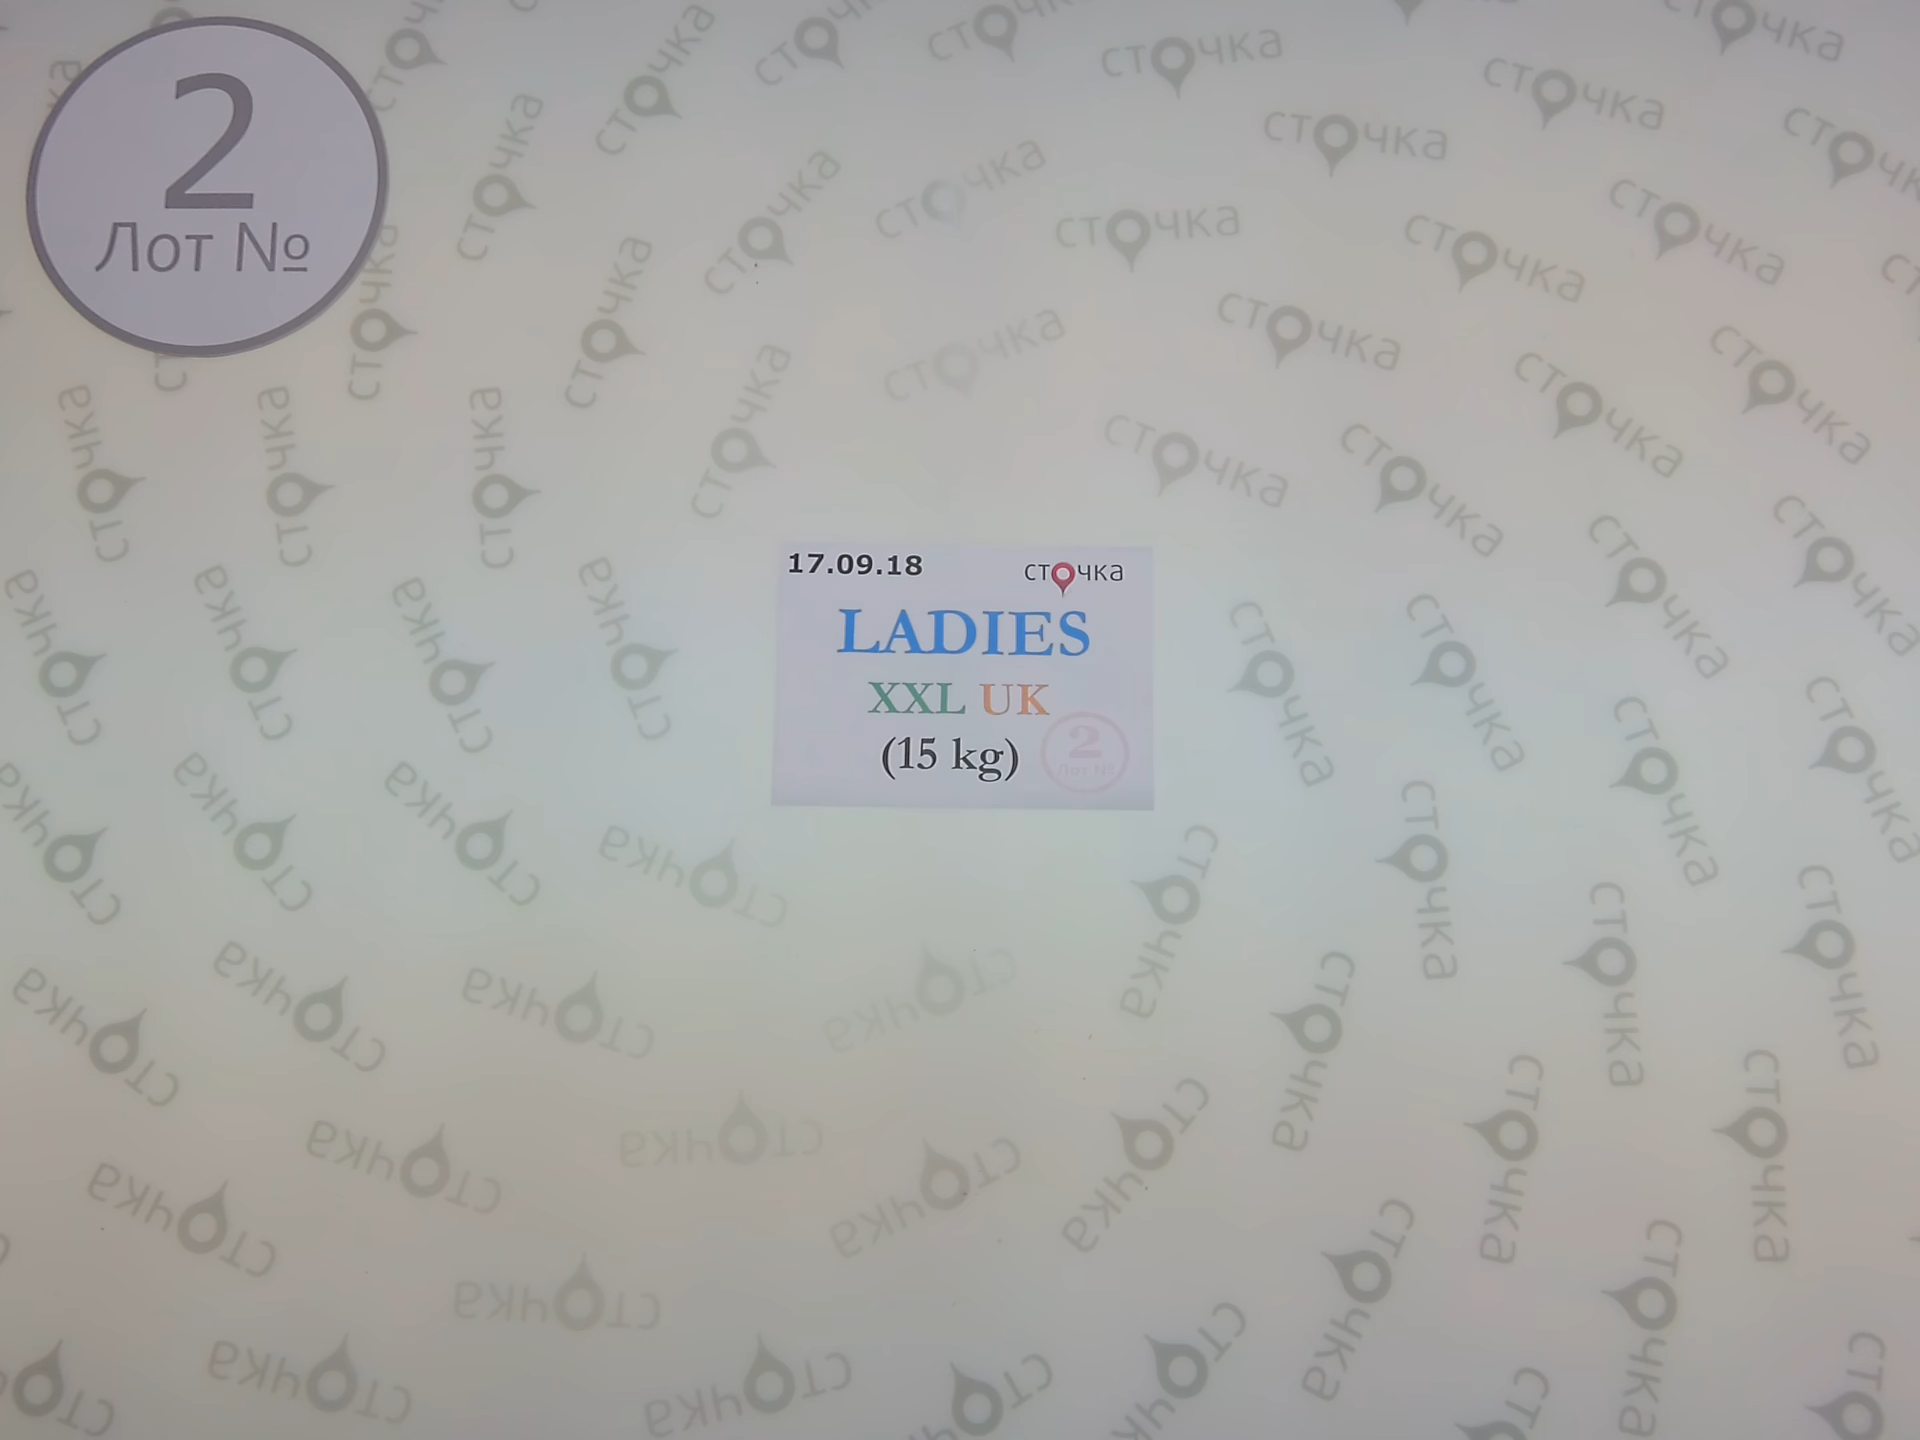 2
Лот №
17.09.18 сточка
LADIES
XXL UK
(15 kg)
2
Лот №